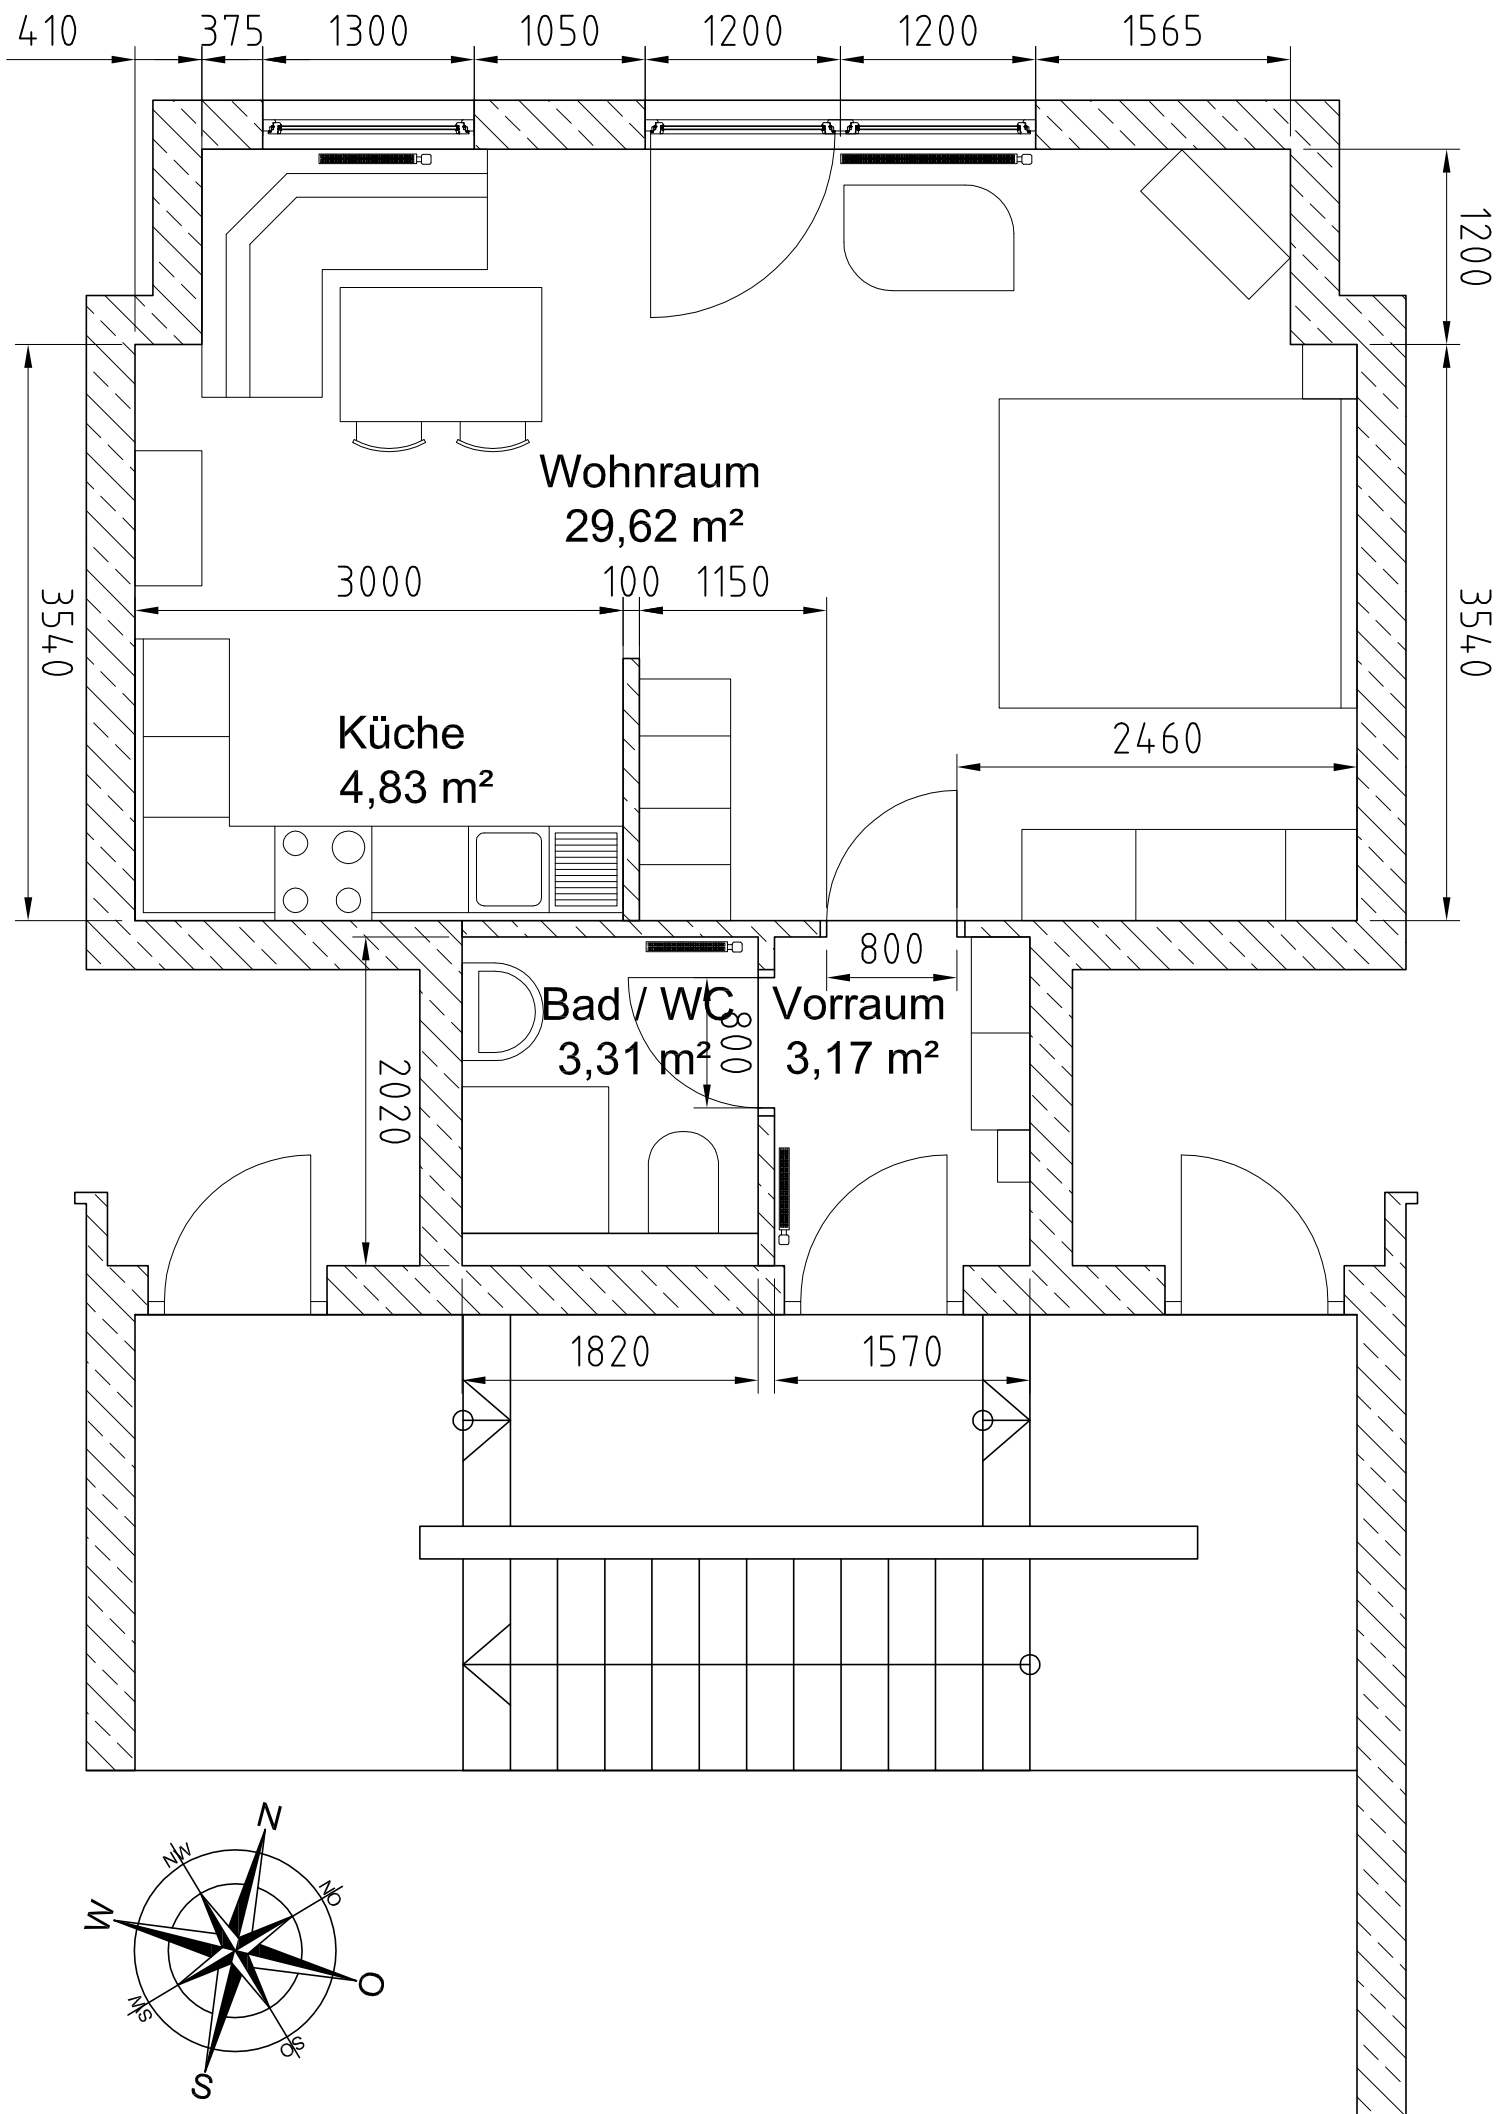 410 375 1300 1050 1200 1200 1565
1200
Wohnraum
29,62 m²
3000 100 1150
3540
3540
Küche
4,83 m²
2460
800
Bad / WC
3,31 m²
800
Vorraum
3,17 m²
2020
1820 1570
N
NW
NO
W
O
SW
SO
S